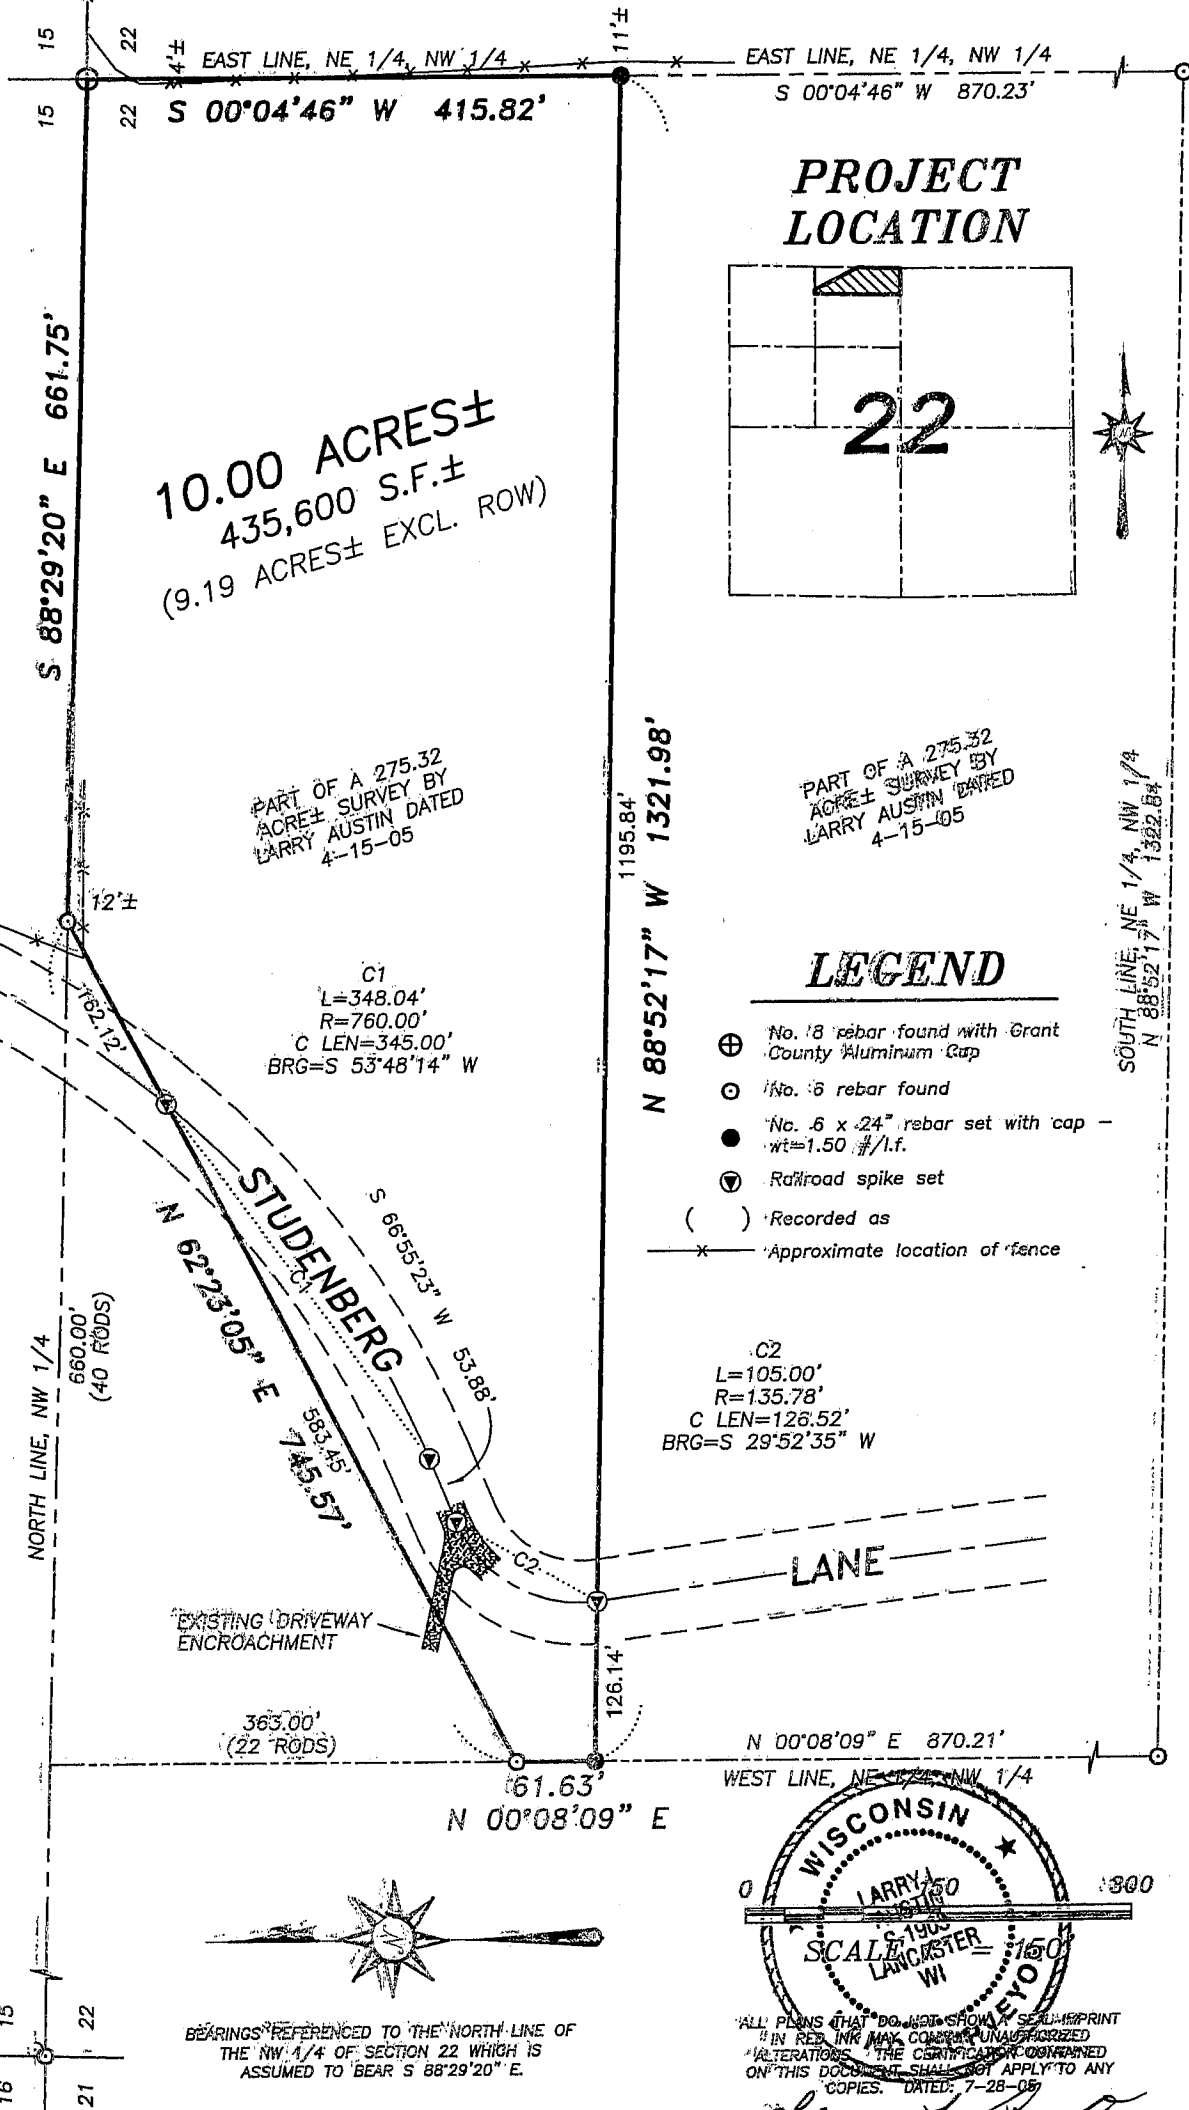 15
22
4'±
11'±
EAST LINE, NE 1/4, NW 1/4
EAST LINE, NE 1/4, NW 1/4
15
22
S 00°04'46" W 415.82'
S 00°04'46" W 870.23'
PROJECT
LOCATION
22
S 88°29'20" E 661.75'
10.00 ACRES±
435,600 S.F.±
(9.19 ACRES± EXCL. ROW)
PART OF A 275.32
ACRE± SURVEY BY
LARRY AUSTIN DATED
4-15-05
N 88°52'17" W 1321.98'
1195.84'
PART OF A 275.32
ACRE± SURVEY BY
LARRY AUSTIN DATED
4-15-05
SOUTH LINE, NE 1/4, NW 1/4
N 88°52'17" W 1322.84'
12'±
162.12'
C1
L=348.04'
R=760.00'
C LEN=345.00'
BRG=S 53°48'14" W
LEGEND
No. 8 rebar found with Grant
County Aluminum Cap
No. 6 rebar found
No. 6 x 24" rebar set with cap –
wt=1.50 #/l.f.
Railroad spike set
( ) Recorded as
x Approximate location of fence
STUDENBERG
C1
S 66°55'23" W 53.88'
N 62°23'05" E 745.57'
583.45'
NORTH LINE, NW 1/4
660.00'
(40 RODS)
C2
L=105.00'
R=135.78'
C LEN=126.52'
BRG=S 29°52'35" W
C2
LANE
EXISTING DRIVEWAY
ENCROACHMENT
126.14'
363.00'
(22 RODS)
61.63'
N 00°08'09" E
N 00°08'09" E 870.21'
WEST LINE, NE 1/4, NW 1/4
WISCONSIN
LARRY L.
AUSTIN
S-1903
LANCASTER
WI
0 150 300
SCALE = 150'
BEARINGS REFERENCED TO THE NORTH LINE OF
THE NW 1/4 OF SECTION 22 WHICH IS
ASSUMED TO BEAR S 88°29'20" E.
ALL PLANS THAT DO NOT SHOW A SEAL IMPRINT
IN RED INK MAY CONTAIN UNAUTHORIZED
ALTERATIONS. THE CERTIFICATION CONTAINED
ON THIS DOCUMENT SHALL NOT APPLY TO ANY
COPIES. DATED: 7-28-05
15
22
16
21